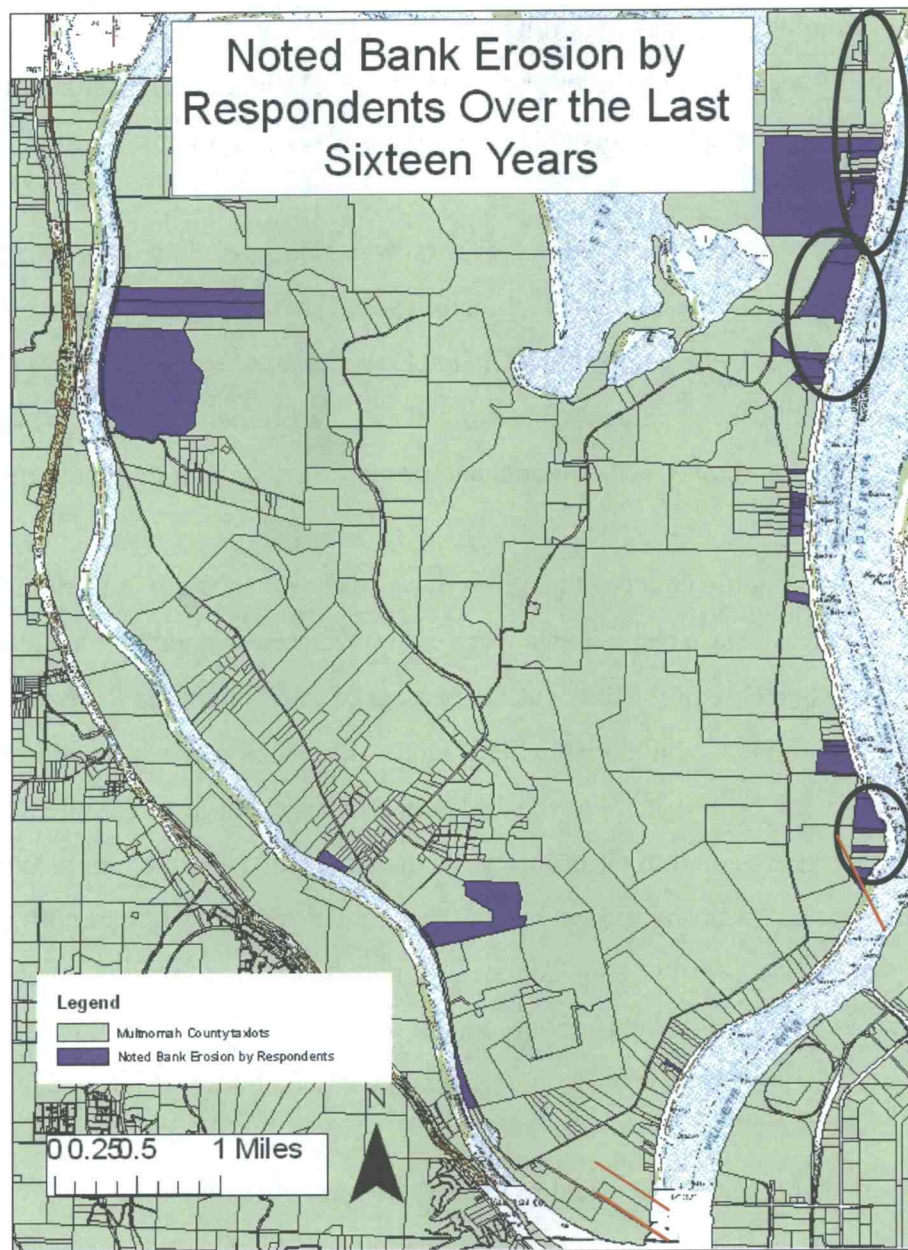 Noted Bank Erosion by
Respondents Over the Last
Sixteen Years
Legend
Multnomah County taxlots
Noted Bank Erosion by Respondents
N
0 0.25 0.5 1 Miles